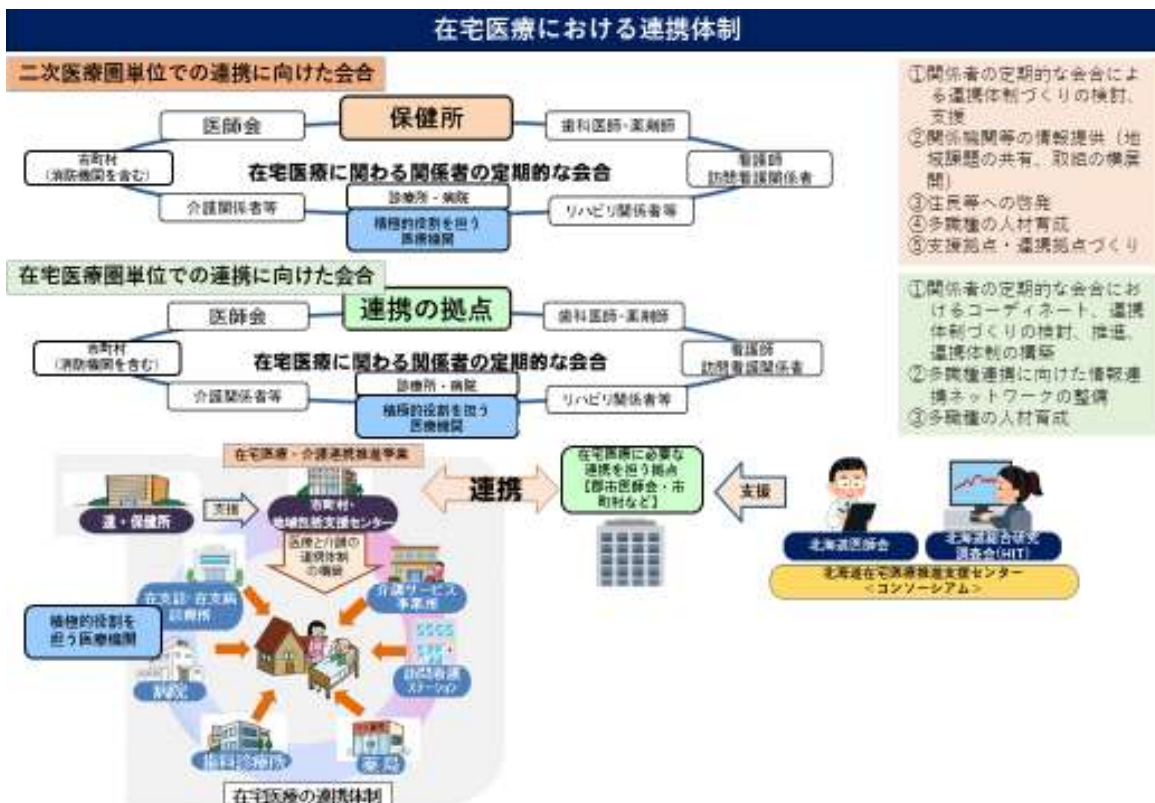 在宅医療における連携体制
二次医療圏単位での連携に向けた会合
保健所
医師会
歯科医師・薬剤師
市町村
(消防機関を含む)
在宅医療に関わる関係者の定期的な会合
看護師
訪問看護関係者
介護関係者等
診療所・病院
積極的役割を担う
医療機関
リハビリ関係者等
①関係者の定期的な会合によ
る連携体制づくりの検討、
支援
②関係機関等の情報提供（地
域課題の共有、取組の横展
開）
③住民等への啓発
④多職種の人材育成
⑤支援拠点・連携拠点づくり
在宅医療圏単位での連携に向けた会合
連携の拠点
医師会
歯科医師・薬剤師
市町村
(消防機関を含む)
在宅医療に関わる関係者の定期的な会合
看護師
訪問看護関係者
介護関係者等
診療所・病院
積極的役割を担う
医療機関
リハビリ関係者等
①関係者の定期的な会合にお
けるコーディネート、連携
体制づくりの検討、推進、
連携体制の構築
②多職種連携に向けた情報連
携ネットワークの整備
③多職種の人材育成
在宅医療・介護連携推進事業
道・保健所
支援
市町村・
地域包括支援センター
医療と介護の
連携体制
の構築
連携
在宅医療に必要な
連携を担う拠点
【郡市医師会・市
町村など】
支援
北海道医師会
北海道総合研究
調査会(HIT)
北海道在宅医療推進支援センター
＜コンソーシアム＞
在支診・在支病
診療所
介護サービス
事業所
積極的役割を
担う医療機関
病院
訪問看護
ステーション
歯科診療所
薬局
在宅医療の連携体制